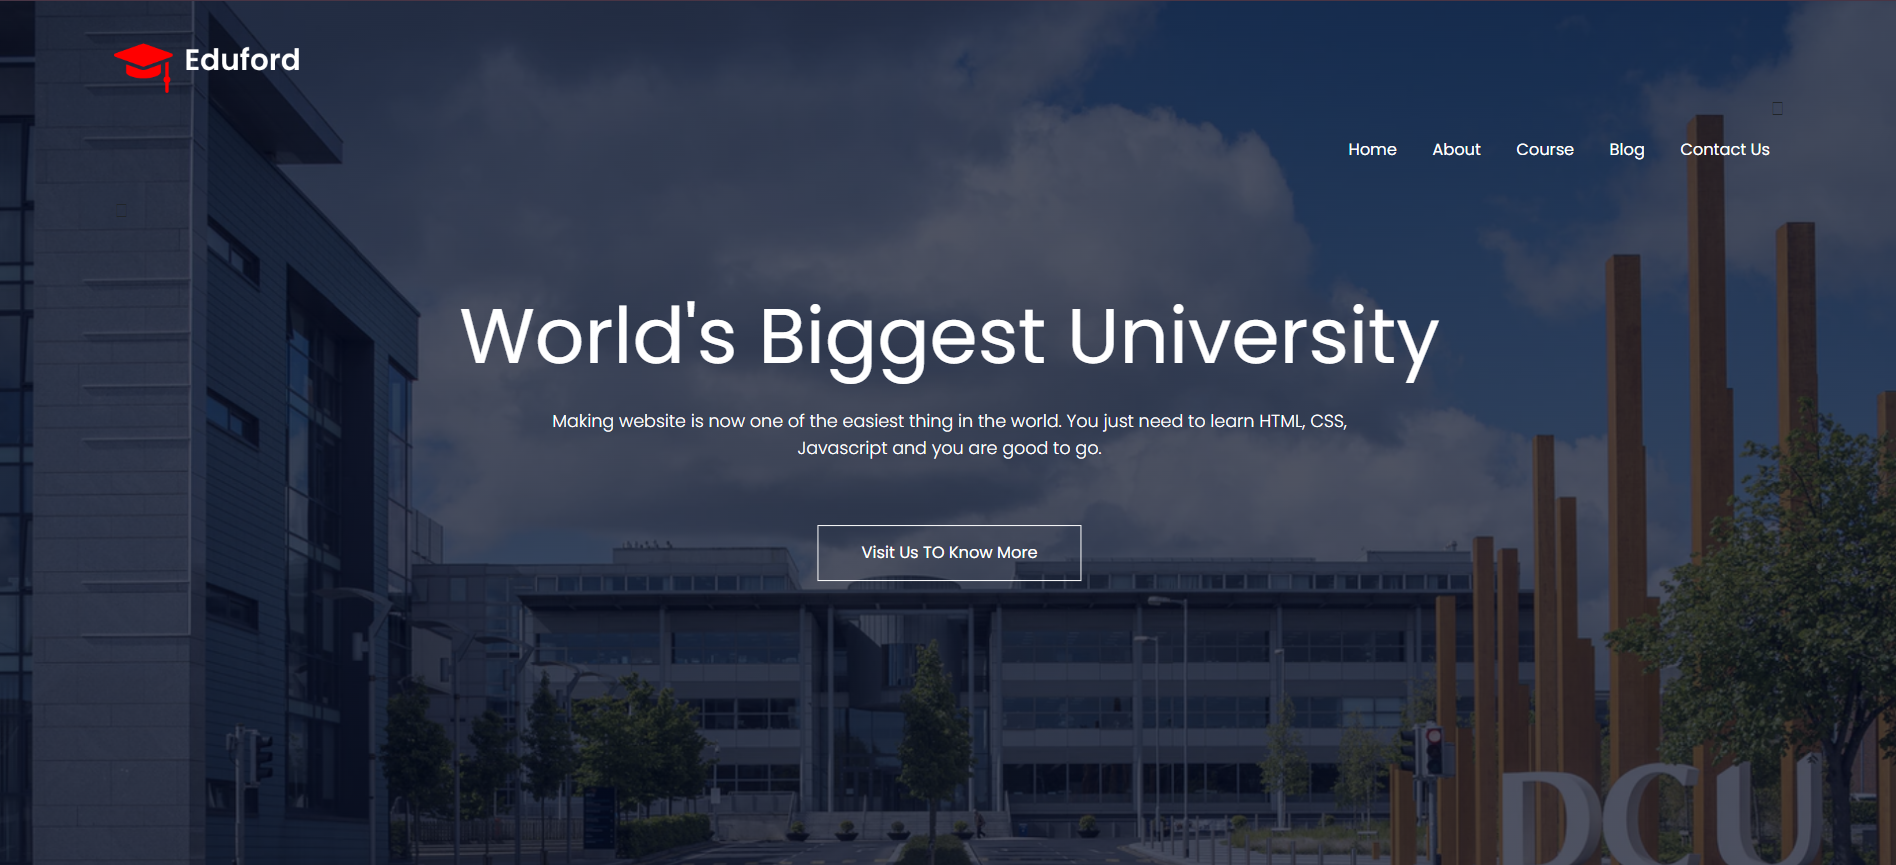 Eduford
Home About Course Blog Contact Us
World's Biggest University
Making website is now one of the easiest thing in the world. You just need to learn HTML, CSS,
Javascript and you are good to go.
Visit Us TO Know More
DCU